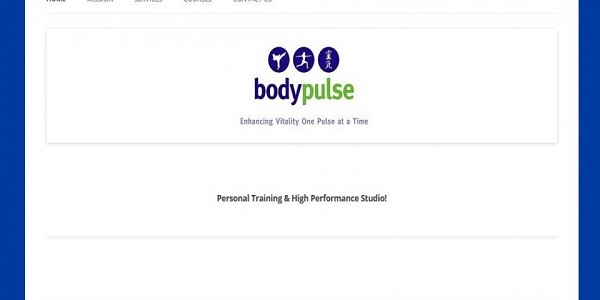 HOME MISSION SERVICES COURSES CONTACT US
bodypulse
Enhancing Vitality One Pulse at a Time
Personal Training & High Performance Studio!